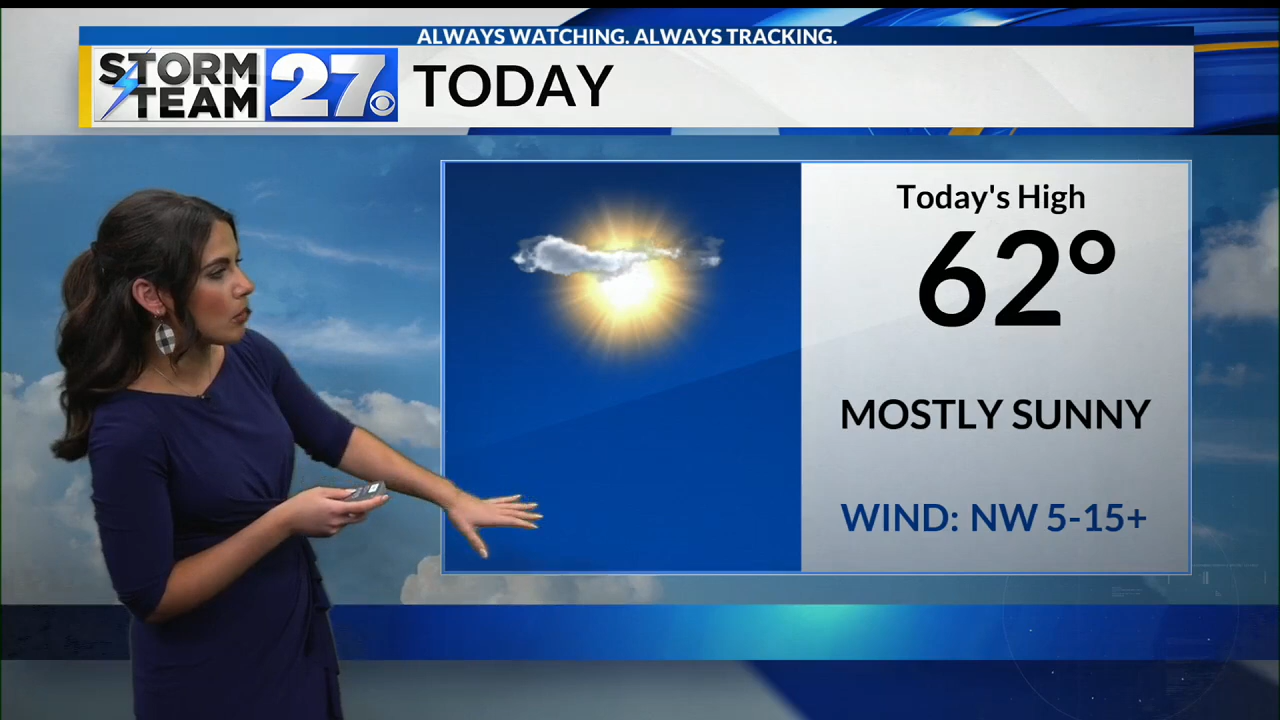 ALWAYS WATCHING. ALWAYS TRACKING.
STORM
TEAM
27
TODAY
Today's High
62°
MOSTLY SUNNY
WIND: NW 5-15+